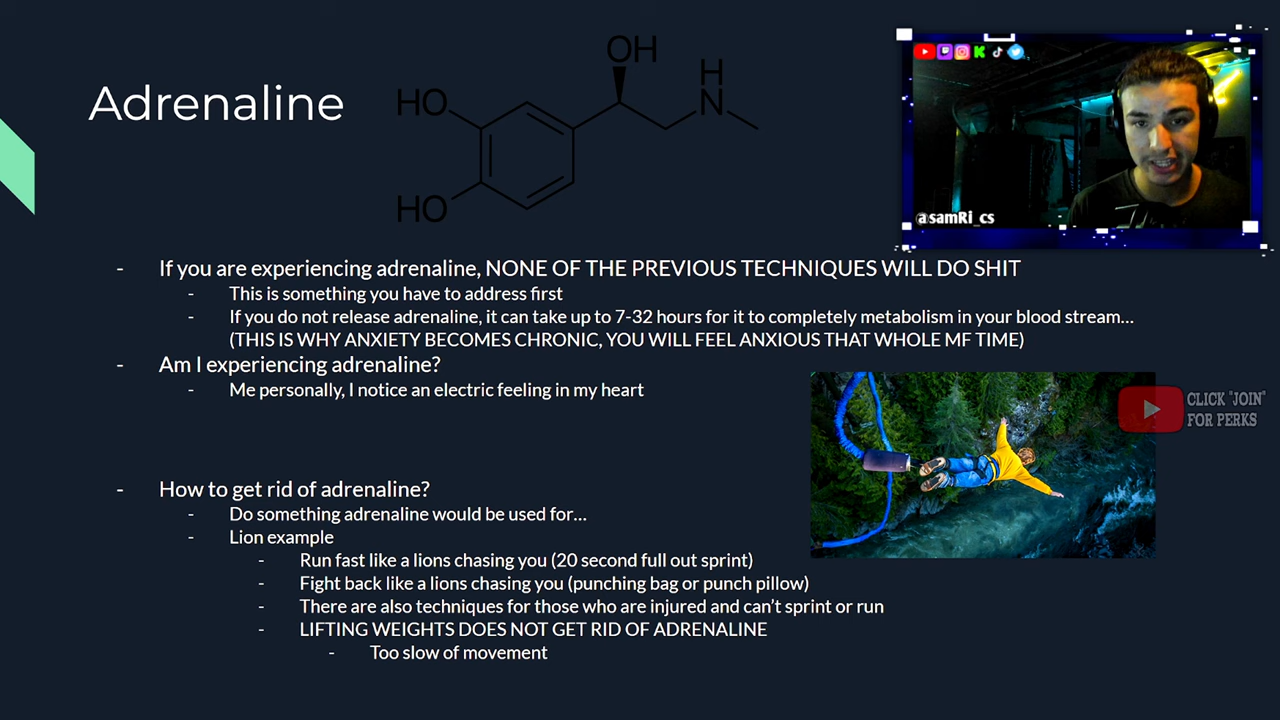 Adrenaline
OH
H
HO
N
HO
@samRi_cs
- If you are experiencing adrenaline, NONE OF THE PREVIOUS TECHNIQUES WILL DO SHIT
- This is something you have to address first
- If you do not release adrenaline, it can take up to 7-32 hours for it to completely metabolism in your blood stream...
(THIS IS WHY ANXIETY BECOMES CHRONIC, YOU WILL FEEL ANXIOUS THAT WHOLE MF TIME)
- Am I experiencing adrenaline?
- Me personally, I notice an electric feeling in my heart
CLICK "JOIN"
FOR PERKS
- How to get rid of adrenaline?
- Do something adrenaline would be used for...
- Lion example
- Run fast like a lions chasing you (20 second full out sprint)
- Fight back like a lions chasing you (punching bag or punch pillow)
- There are also techniques for those who are injured and can't sprint or run
- LIFTING WEIGHTS DOES NOT GET RID OF ADRENALINE
- Too slow of movement